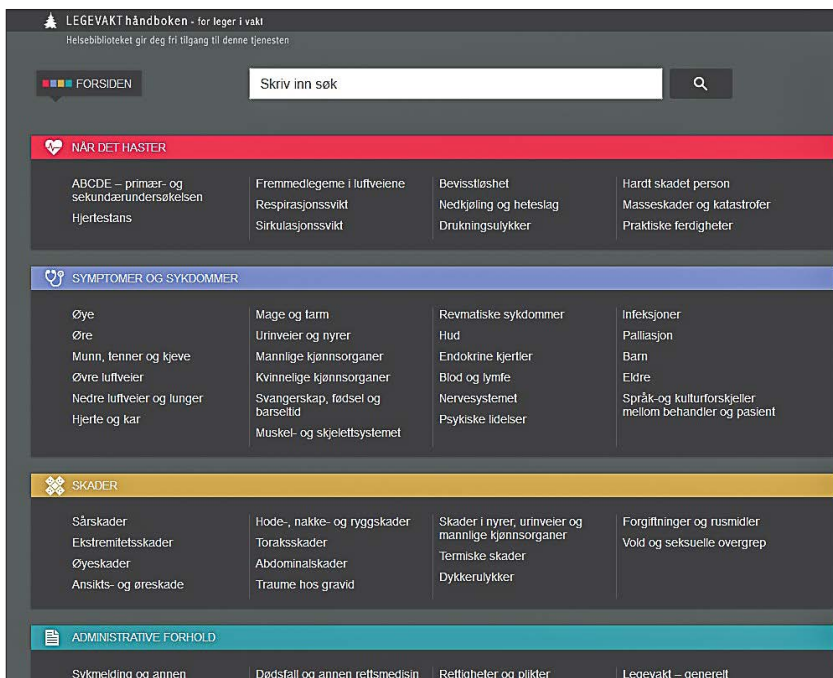 LEGEVAKT håndboken - for leger i vakt
Helsebiblioteket gir deg fri tilgang til denne tjenesten
FORSIDEN
Skriv inn søk
NÅR DET HASTER
ABCDE – primær- og
sekundærundersøkelsen
Hjertestans
Fremmedlegeme i luftveiene
Respirasjonssvikt
Sirkulasjonssvikt
Bevisstløshet
Nedkjøling og heteslag
Drukningsulykker
Hardt skadet person
Masseskader og katastrofer
Praktiske ferdigheter
SYMPTOMER OG SYKDOMMER
Øye
Øre
Munn, tenner og kjeve
Øvre luftveier
Nedre luftveier og lunger
Hjerte og kar
Mage og tarm
Urinveier og nyrer
Mannlige kjønnsorganer
Kvinnelige kjønnsorganer
Svangerskap, fødsel og
barseltid
Muskel- og skjelettsystemet
Revmatiske sykdommer
Hud
Endokrine kjertler
Blod og lymfe
Nervesystemet
Psykiske lidelser
Infeksjoner
Palliasjon
Barn
Eldre
Språk-og kulturforskjeller
mellom behandler og pasient
SKADER
Sårskader
Ekstremitetsskader
Øyeskader
Ansikts- og øreskade
Hode-, nakke- og ryggskader
Toraksskader
Abdominalskader
Traume hos gravid
Skader i nyrer, urinveier og
mannlige kjønnsorganer
Termiske skader
Dykkerulykker
Forgiftninger og rusmidler
Vold og seksuelle overgrep
ADMINISTRATIVE FORHOLD
Sykmelding og annen
Dødsfall og annen rettsmedisin
Rettigheter og plikter
Legevakt – generelt